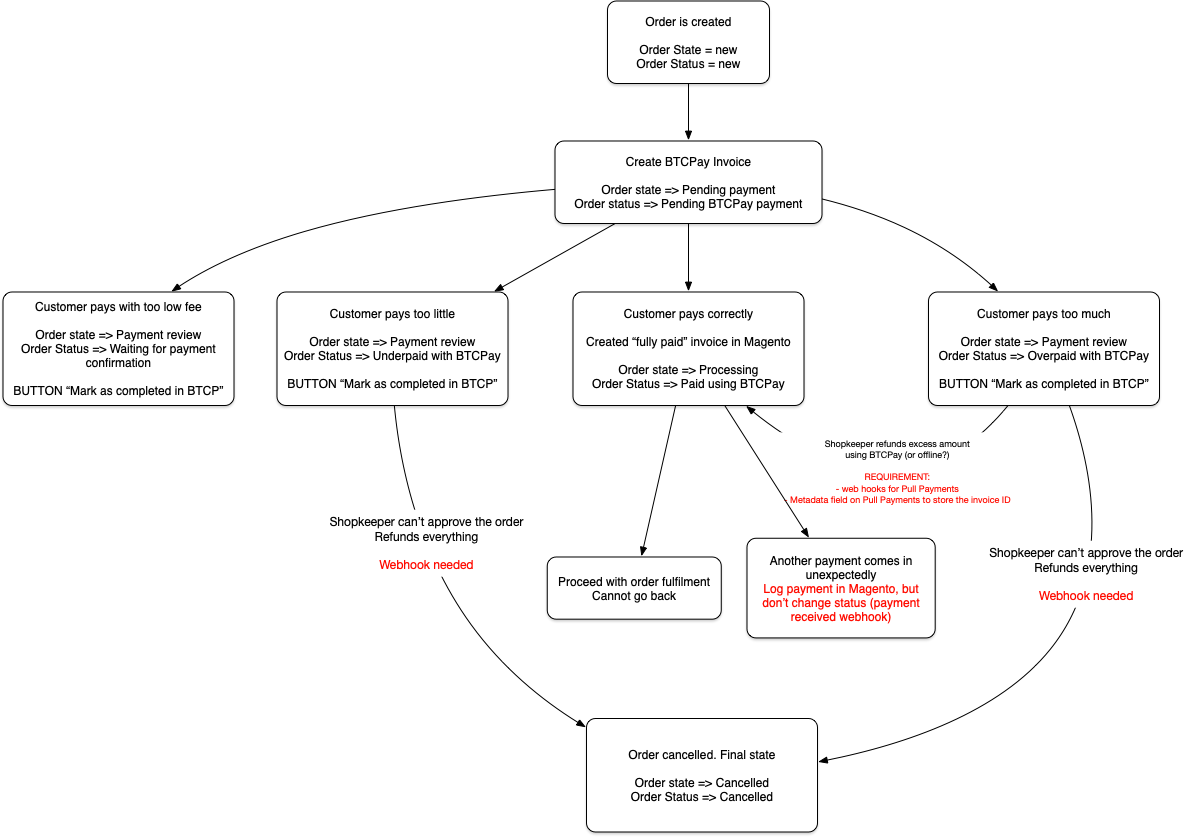 Order is created
Order State = new
Order Status = new
Create BTCPay Invoice
Order state => Pending payment
Order status => Pending BTCPay payment
Customer pays with too low fee
Order state => Payment review
Order Status => Waiting for payment
confirmation
BUTTON “Mark as completed in BTCP”
Customer pays too little
Order state => Payment review
Order Status => Underpaid with BTCPay
BUTTON “Mark as completed in BTCP”
Customer pays correctly
Created “fully paid” invoice in Magento
Order state => Processing
Order Status => Paid using BTCPay
Customer pays too much
Order state => Payment review
Order Status => Overpaid with BTCPay
BUTTON “Mark as completed in BTCP”
Shopkeeper refunds excess amount
using BTCPay (or offline?)
REQUIREMENT:
- web hooks for Pull Payments
- Metadata field on Pull Payments to store the invoice ID
Shopkeeper can’t approve the order
Refunds everything
Webhook needed
Proceed with order fulfilment
Cannot go back
Another payment comes in
unexpectedly
Log payment in Magento, but
don’t change status (payment
received webhook)
Shopkeeper can’t approve the order
Refunds everything
Webhook needed
Order cancelled. Final state
Order state => Cancelled
Order Status => Cancelled